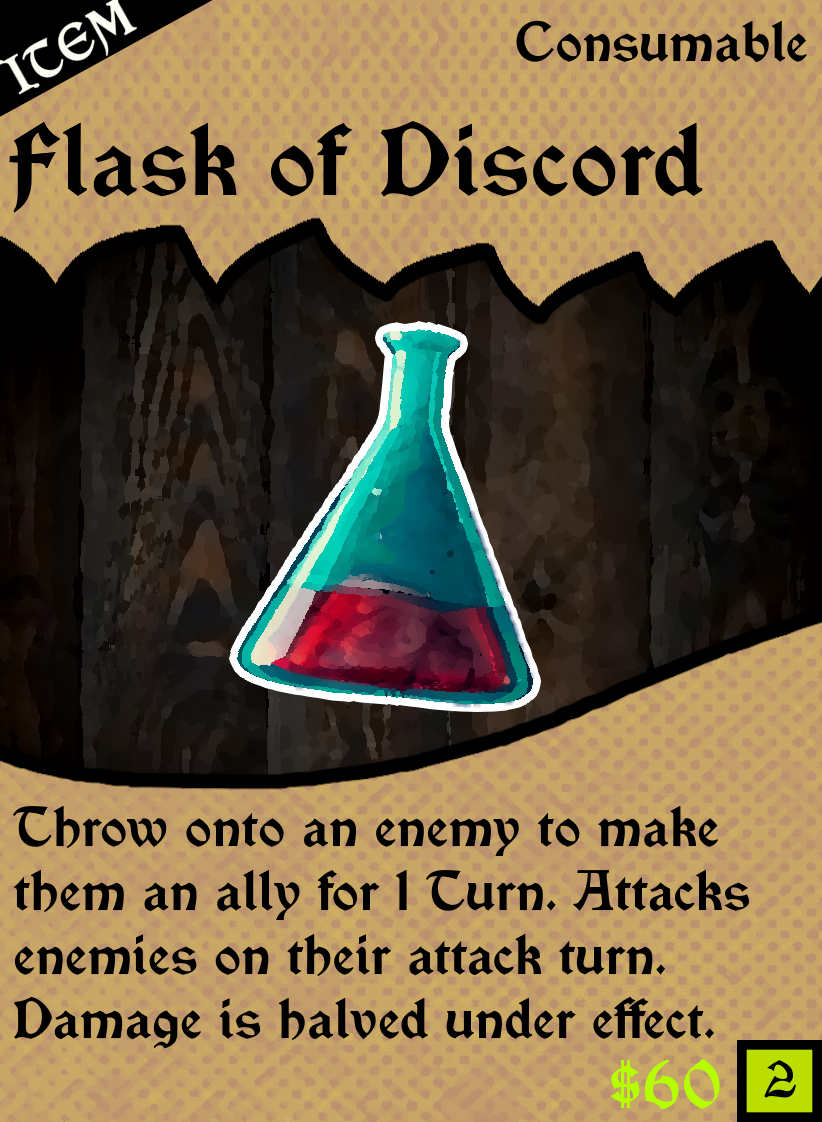 ITEM
Consumable
Flask of Discord
Throw onto an enemy to make
them an ally for 1 Turn. Attacks
enemies on their attack turn.
Damage is halved under effect.
$60
2